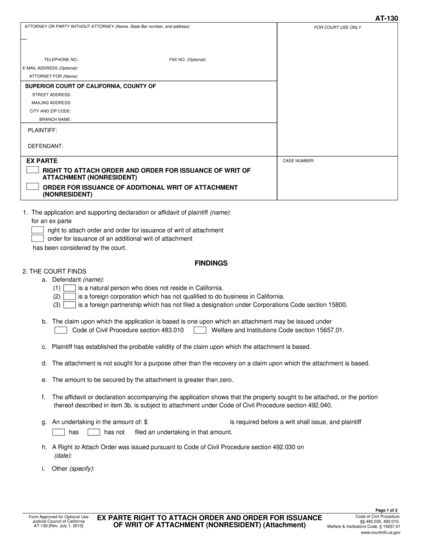 AT-130
ATTORNEY OR PARTY WITHOUT ATTORNEY (Name, State Bar number, and address):
FOR COURT USE ONLY
TELEPHONE NO.: FAX NO. (Optional):
E-MAIL ADDRESS (Optional):
ATTORNEY FOR (Name):
SUPERIOR COURT OF CALIFORNIA, COUNTY OF
STREET ADDRESS:
MAILING ADDRESS:
CITY AND ZIP CODE:
BRANCH NAME:
PLAINTIFF:
DEFENDANT:
EX PARTE
CASE NUMBER:
RIGHT TO ATTACH ORDER AND ORDER FOR ISSUANCE OF WRIT OF
ATTACHMENT (NONRESIDENT)
ORDER FOR ISSUANCE OF ADDITIONAL WRIT OF ATTACHMENT
(NONRESIDENT)
1. The application and supporting declaration or affidavit of plaintiff (name):
for an ex parte
right to attach order and order for issuance of writ of attachment
order for issuance of an additional writ of attachment
has been considered by the court.
FINDINGS
2. THE COURT FINDS
a. Defendant (name):
(1) is a natural person who does not reside in California.
(2) is a foreign corporation which has not qualified to do business in California.
(3) is a foreign partnership which has not filed a designation under Corporations Code section 15800.
b. The claim upon which the application is based is one upon which an attachment may be issued under
Code of Civil Procedure section 483.010 Welfare and Institutions Code section 15657.01.
c. Plaintiff has established the probable validity of the claim upon which the attachment is based.
d. The attachment is not sought for a purpose other than the recovery on a claim upon which the attachment is based.
e. The amount to be secured by the attachment is greater than zero.
f. The affidavit or declaration accompanying the application shows that the property sought to be attached, or the portion
thereof described in item 3b, is subject to attachment under Code of Civil Procedure section 492.040.
g. An undertaking in the amount of: $ is required before a writ shall issue, and plaintiff
has has not filed an undertaking in that amount.
h. A Right to Attach Order was issued pursuant to Code of Civil Procedure section 492.030 on
(date):
i. Other (specify):
Page 1 of 2
Form Approved for Optional Use
Judicial Council of California
AT-130 [Rev. July 1, 2010]
EX PARTE RIGHT TO ATTACH ORDER AND ORDER FOR ISSUANCE
OF WRIT OF ATTACHMENT (NONRESIDENT) (Attachment)
Code of Civil Procedure
§§ 482.030, 492.010;
Welfare & Institutions Code, § 15657.01
www.courtinfo.ca.gov